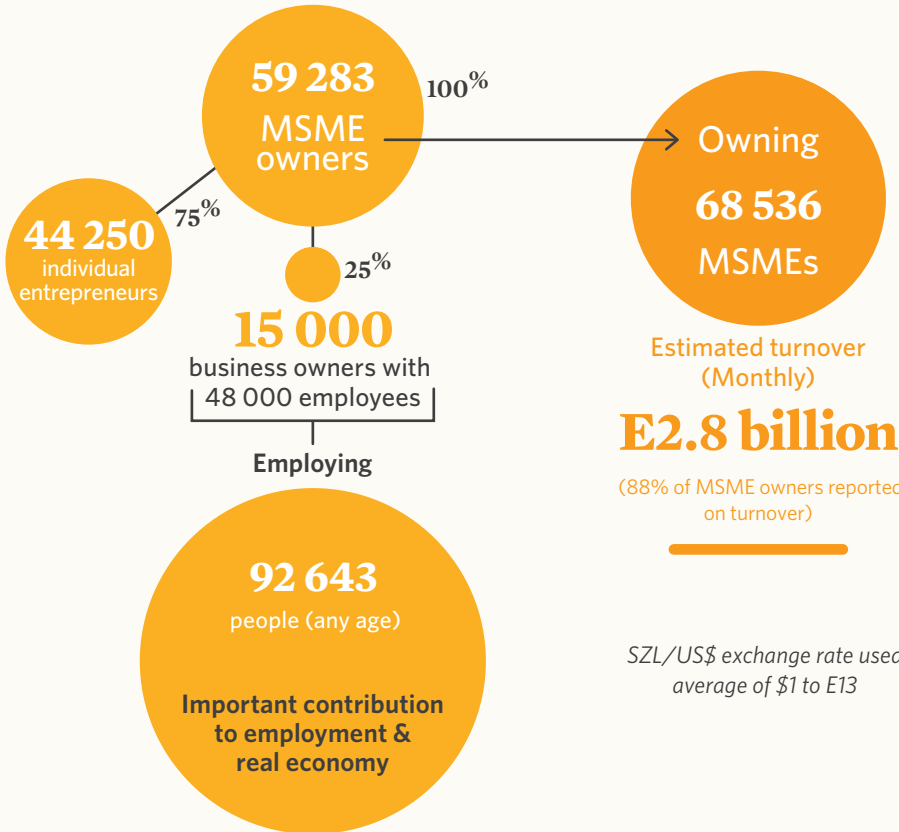 59 283
MSME
owners
100%
Owning
68 536
MSMEs
75%
44 250
individual
entrepreneurs
25%
15 000
business owners with
48 000 employees
Employing
92 643
people (any age)
Important contribution
to employment &
real economy
Estimated turnover
(Monthly)
E2.8 billion
(88% of MSME owners reported
on turnover)
SZL/US$ exchange rate used
average of $1 to E13